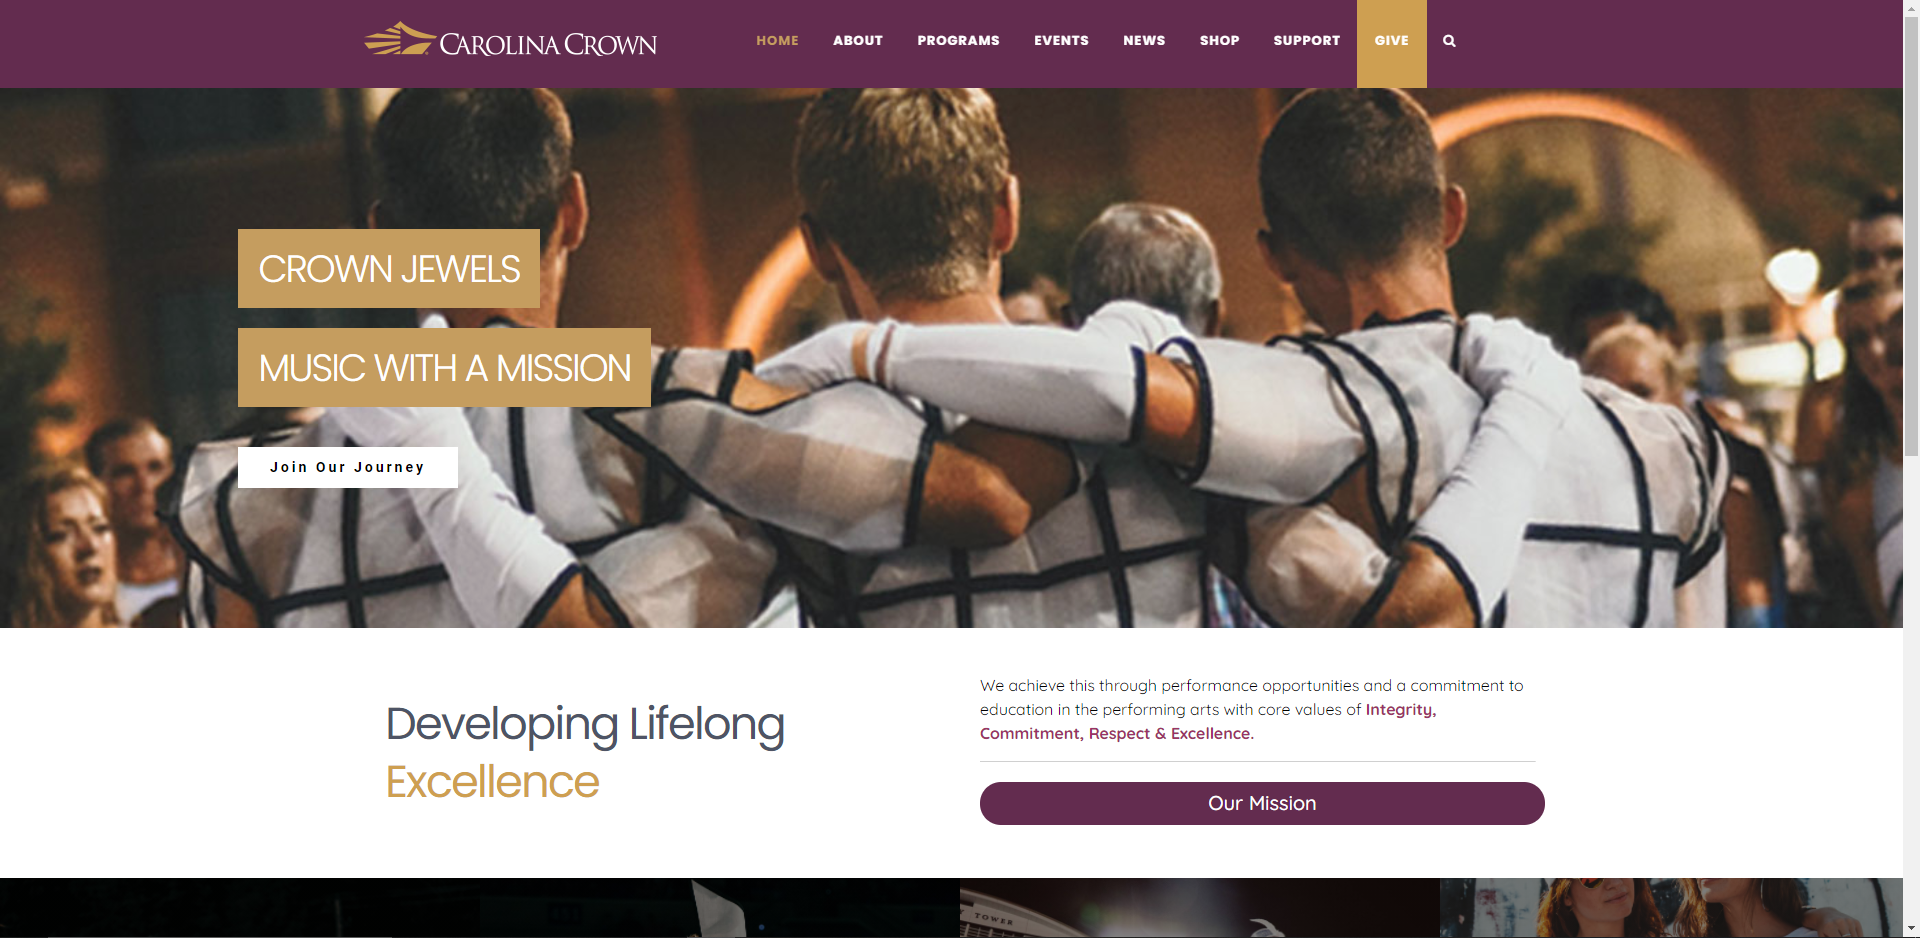 CAROLINA CROWN
HOME ABOUT PROGRAMS EVENTS NEWS SHOP SUPPORT GIVE
CROWN JEWELS
MUSIC WITH A MISSION
Join Our Journey
Developing Lifelong
Excellence
We achieve this through performance opportunities and a commitment to
education in the performing arts with core values of Integrity,
Commitment, Respect & Excellence.
Our Mission
TOWER